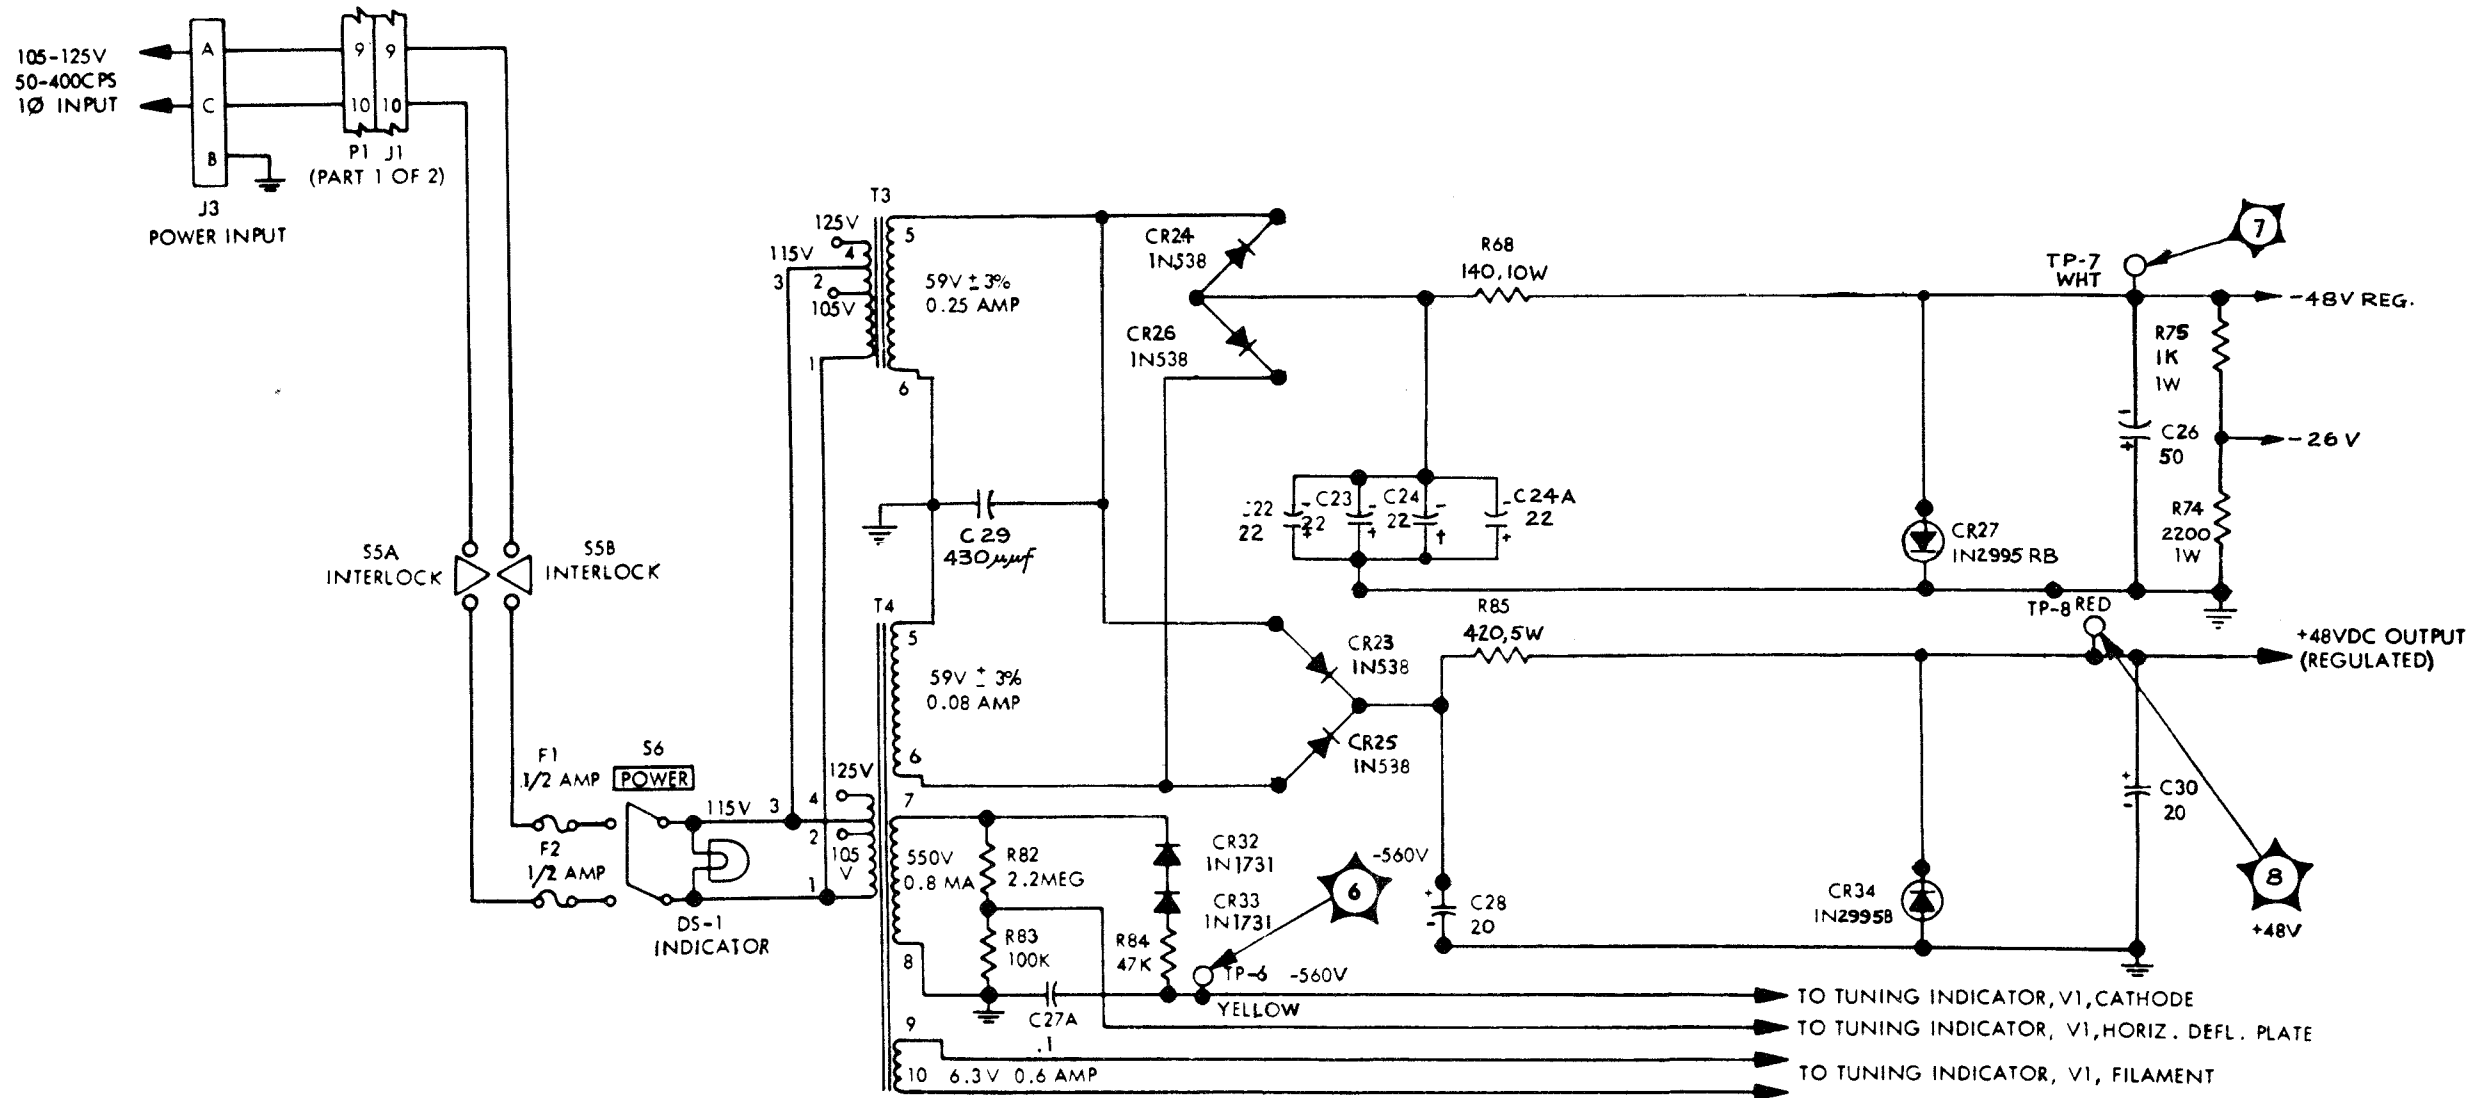 105-125V
50-400CPS
1Ø INPUT
A
C
B
J3
POWER INPUT
9 9
10 10
P1 J1
(PART 1 OF 2)
S5A
INTERLOCK
S5B
INTERLOCK
F1
1/2 AMP
F2
1/2 AMP
S6
POWER
DS-1
INDICATOR
115V 3
T3
125V
4
115V
3
2
105V
1
5
59V ± 3%
0.25 AMP
6
C29
430µµf
T4
5
59V ± 3%
0.08 AMP
6
125V
4
2
105
V
1
7
550V
0.8 MA
8
9
10 6.3V 0.6 AMP
R82
2.2MEG
R83
100K
C27A
.1
CR32
1N1731
CR33
1N1731
R84
47K
TP-6 -560V
YELLOW
6
-560V
CR24
1N538
CR26
1N538
CR23
1N538
CR25
1N538
R68
140,10W
22
22
C23
22
C24
22
C24A
22
- + - + - + - +
R85
420,5W
C28
20
+
-
CR27
1N2995 RB
CR34
1N2995B
TP-7
WHT
7
-48V REG.
R75
1K
1W
-
+
C26
50
-26V
R74
2200
1W
TP-8 RED
+48VDC OUTPUT
(REGULATED)
+
-
C30
20
8
+48V
TO TUNING INDICATOR, V1, CATHODE
TO TUNING INDICATOR, V1, HORIZ. DEFL. PLATE
TO TUNING INDICATOR, V1, FILAMENT